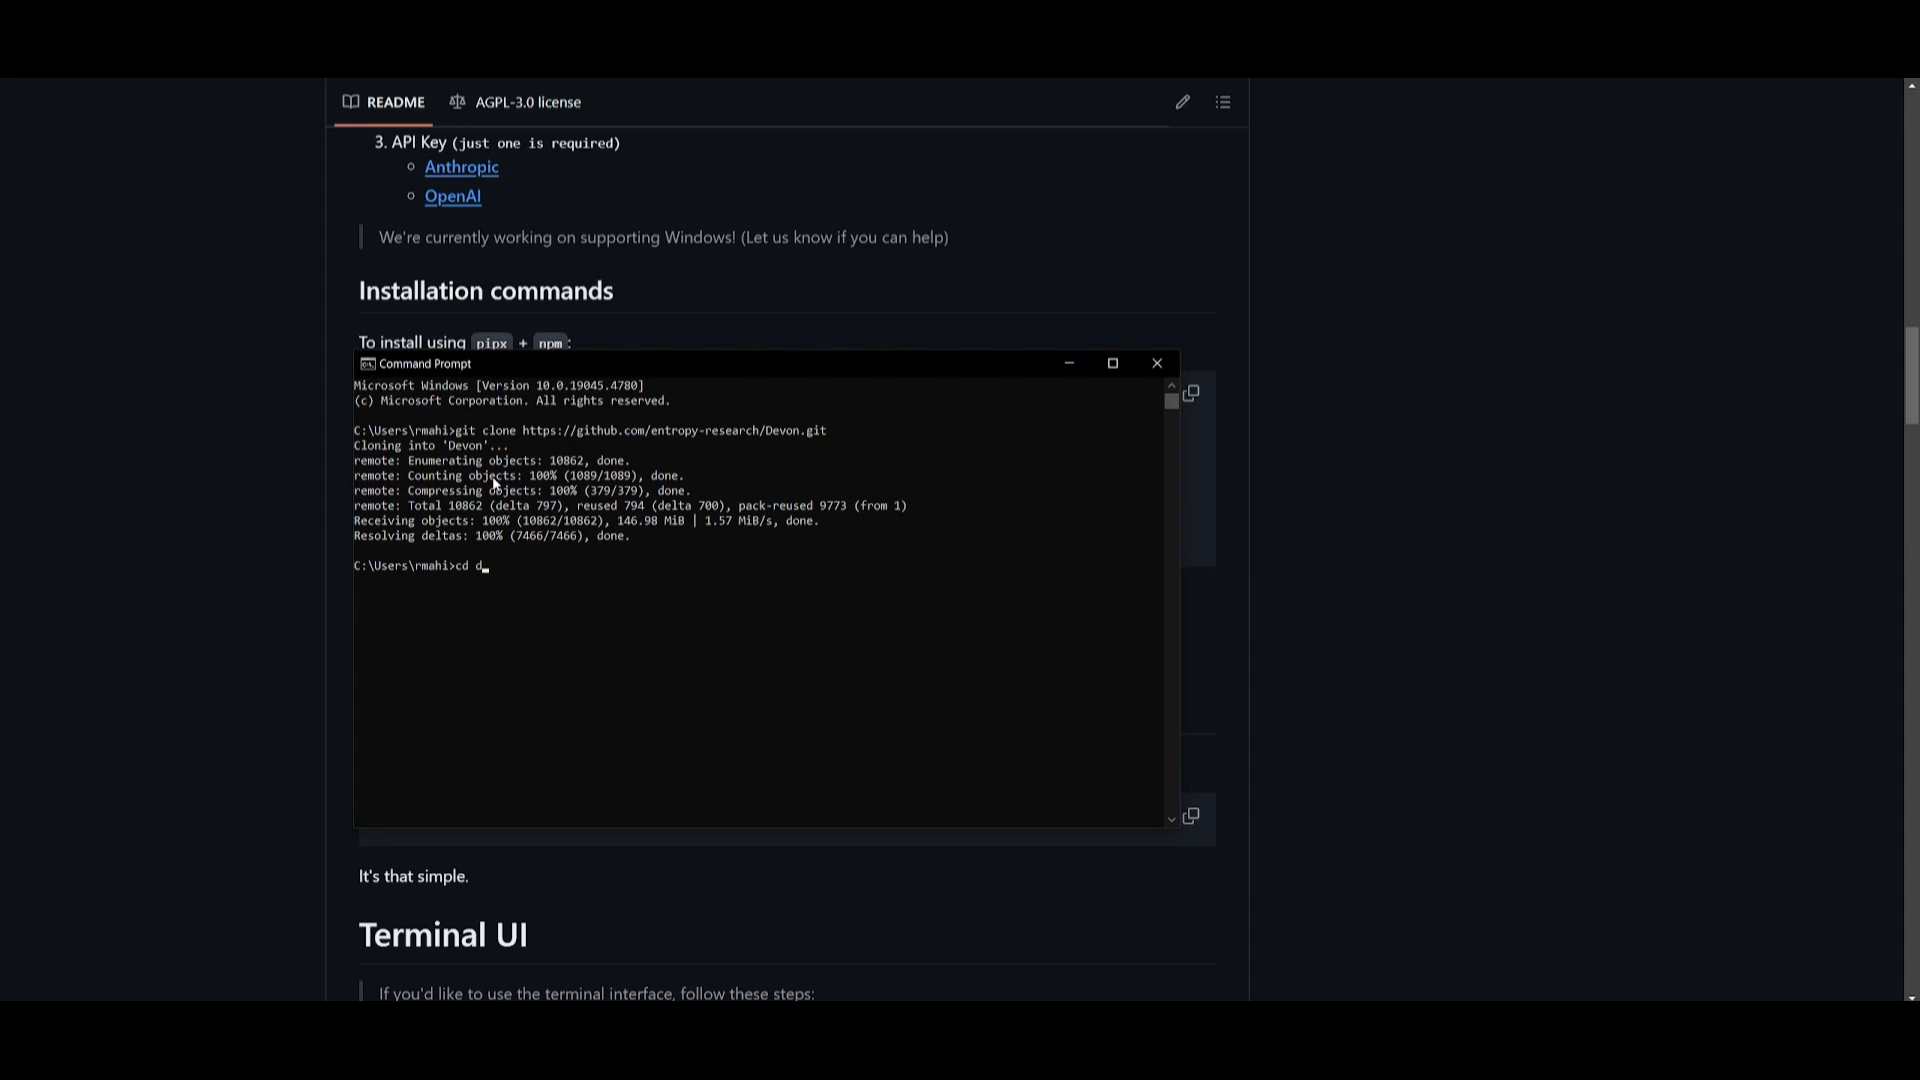 README
AGPL-3.0 license
3. API Key (just one is required)
Anthropic
OpenAI
We're currently working on supporting Windows! (Let us know if you can help)
Installation commands
To install using pipx + npm:
Command Prompt
Microsoft Windows [Version 10.0.19045.4780]
(c) Microsoft Corporation. All rights reserved.
C:\Users\rmahi>git clone https://github.com/entropy-research/Devon.git
Cloning into 'Devon'...
remote: Enumerating objects: 10862, done.
remote: Counting objects: 100% (1089/1089), done.
remote: Compressing objects: 100% (379/379), done.
remote: Total 10862 (delta 797), reused 794 (delta 700), pack-reused 9773 (from 1)
Receiving objects: 100% (10862/10862), 146.98 MiB | 1.57 MiB/s, done.
Resolving deltas: 100% (7466/7466), done.
C:\Users\rmahi>cd d
It's that simple.
Terminal UI
If you'd like to use the terminal interface, follow these steps: